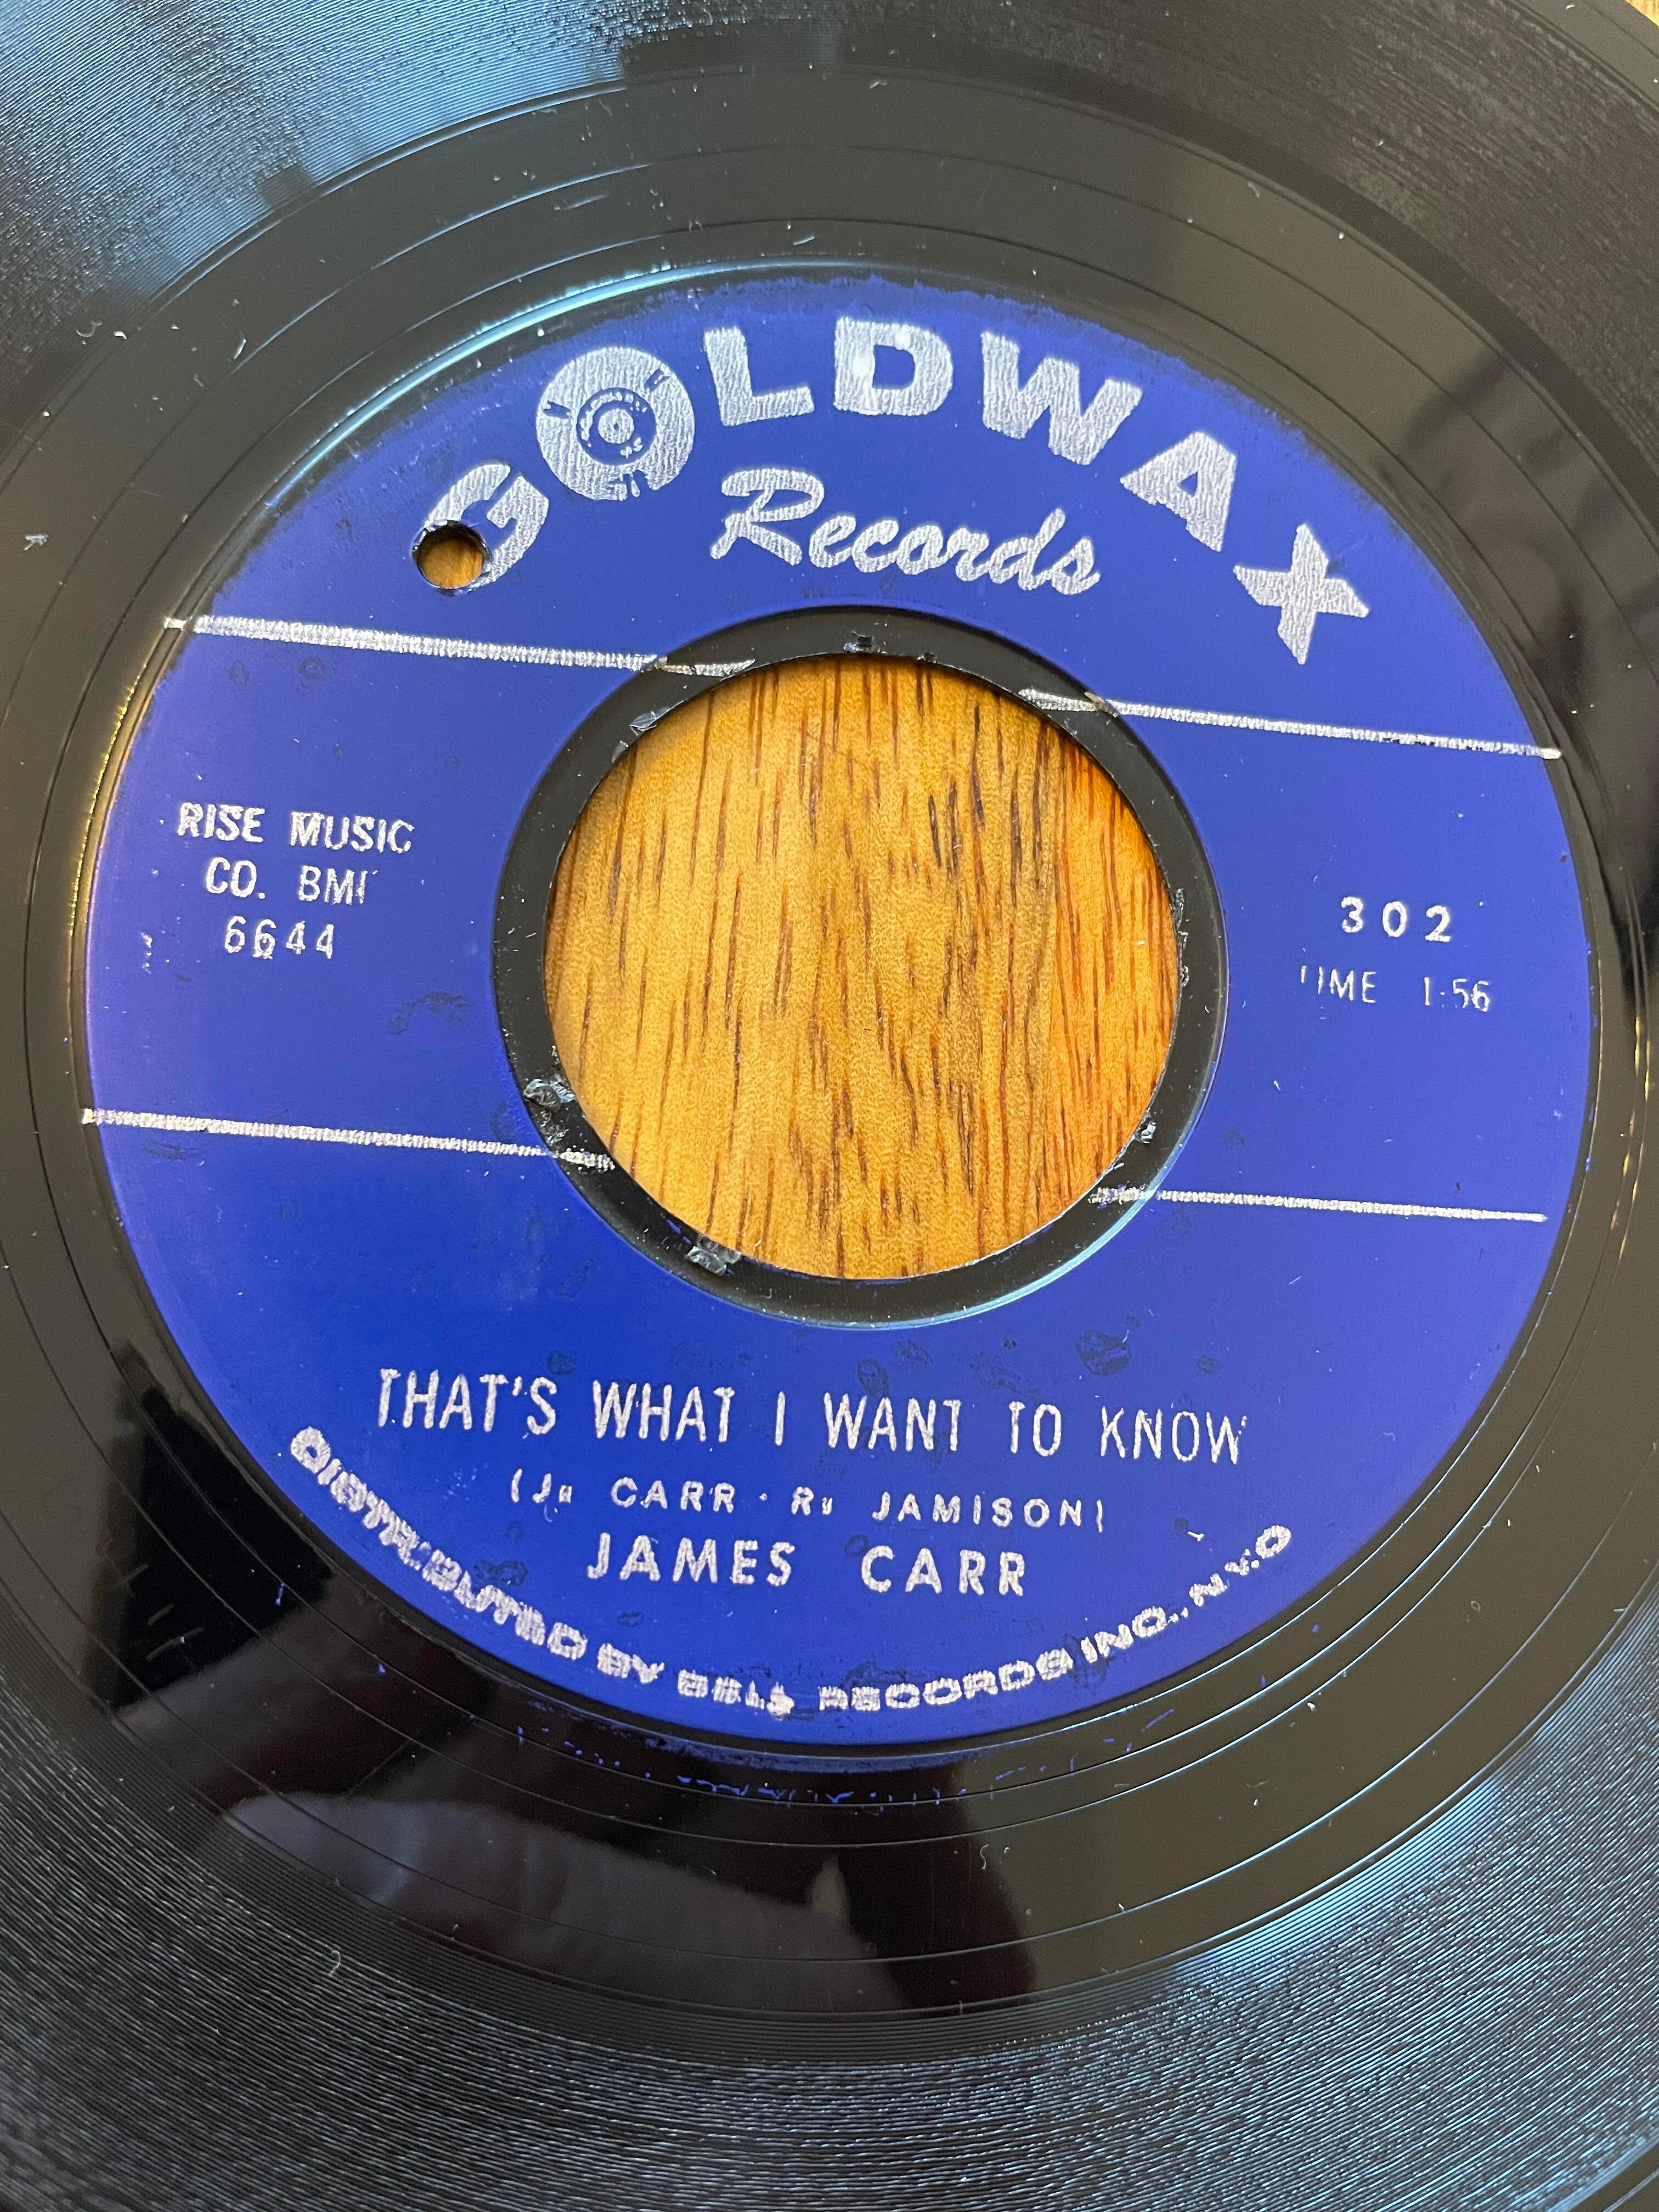 GOLDWAX
Records
RISE MUSIC
CO. BMI
6644
302
TIME 1:56
THAT'S WHAT I WANT TO KNOW
(J. CARR - R. JAMISON)
JAMES CARR
DISTRIBUTED BY BELL RECORDS INC., N.Y.C